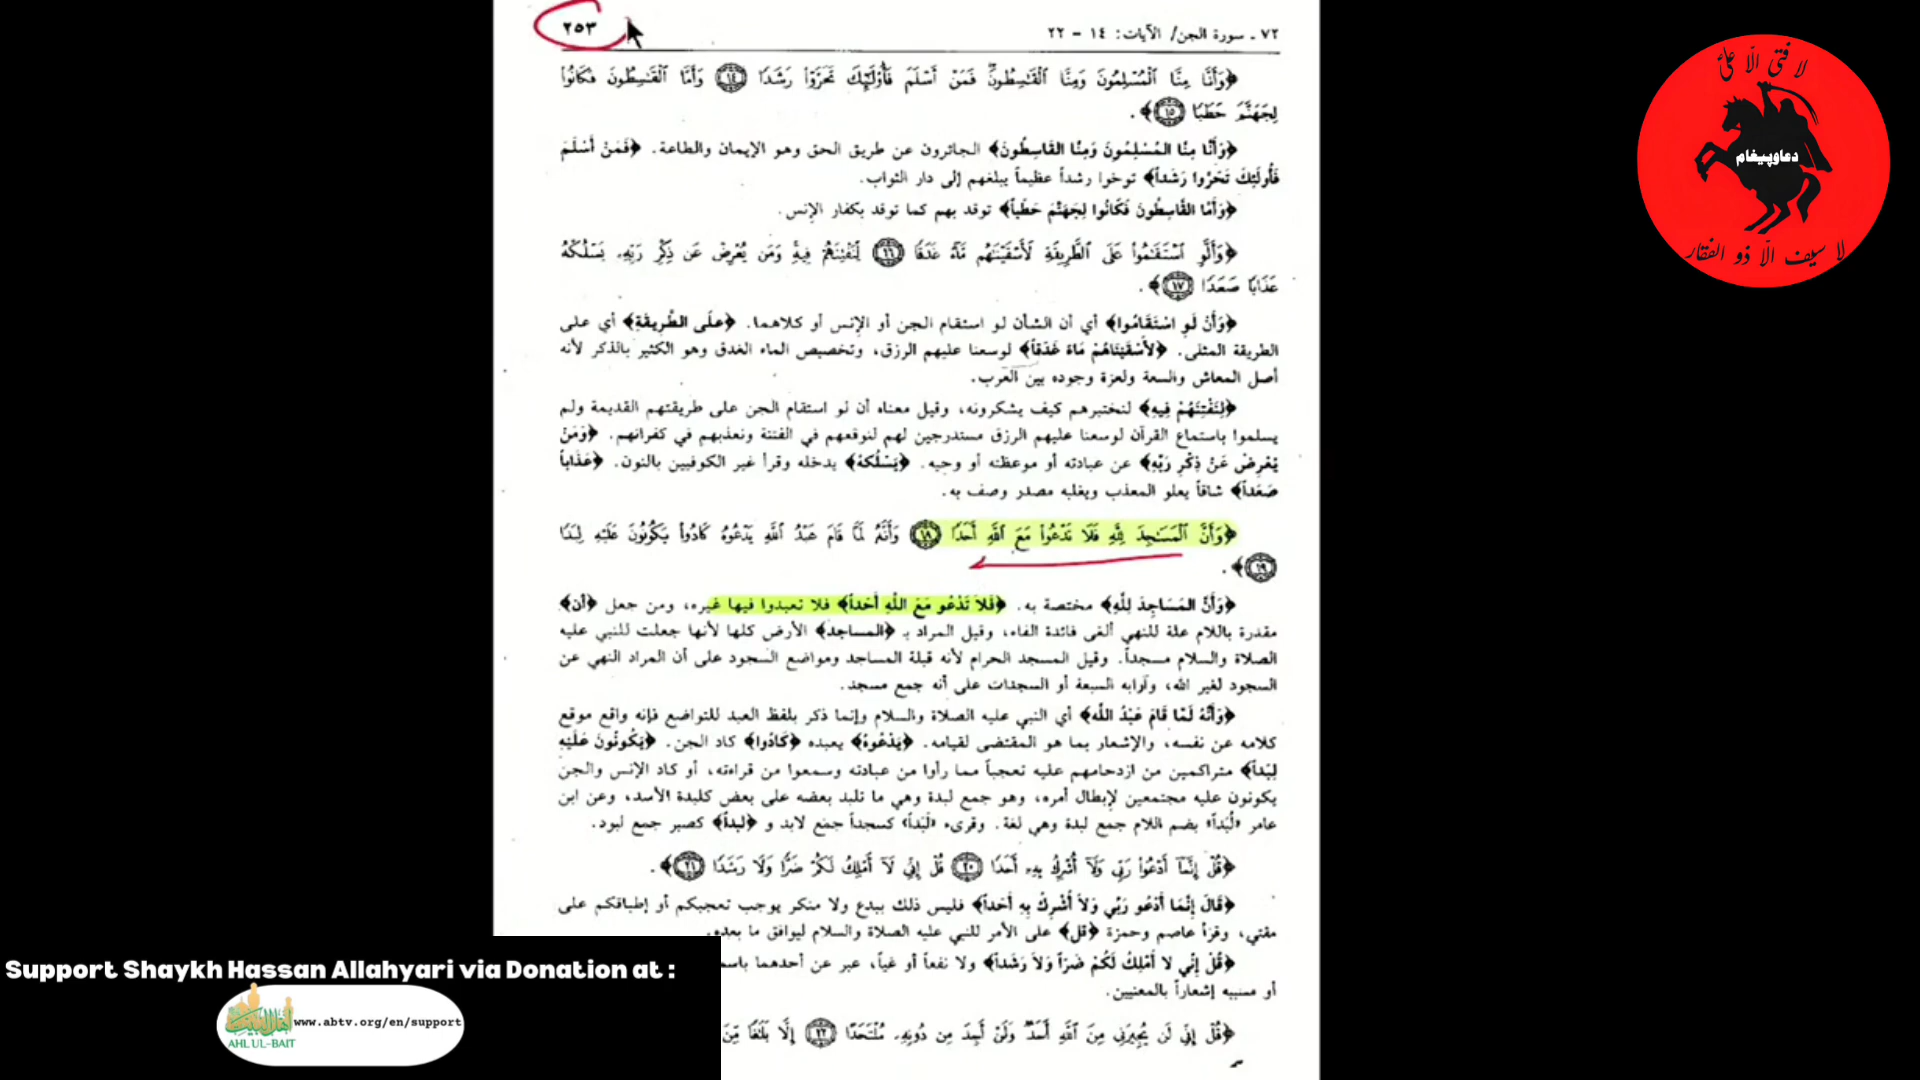 ٧٢ ـ سورة الجن/ الآيات: ١٤ - ٢٢
٢٥٣
﴿وَأَنَّا مِنَّا ٱلْمُسْلِمُونَ وَمِنَّا ٱلْقَٰسِطُونَۖ فَمَنْ أَسْلَمَ فَأُو۟لَٰٓئِكَ تَحَرَّوْا۟ رَشَدًا ١٤ وَأَمَّا ٱلْقَٰسِطُونَ فَكَانُوا۟
لِجَهَنَّمَ حَطَبًا ١٥﴾.
﴿وَأَنَّا مِنَّا المُسْلِمُونَ وَمِنَّا القَاسِطُونَ﴾ الجائرون عن طريق الحق وهو الإيمان والطاعة. ﴿فَمَنْ أَسْلَمَ
فَأُولَئِكَ تَحَرَّوا رَشَداً﴾ توخوا رشداً عظيماً يبلغهم إلى دار الثواب.
﴿وَأَمَّا القَاسِطُونَ فَكَانُوا لِجَهَنَّمَ حَطَباً﴾ توقد بهم كما توقد بكفار الإنس.
﴿وَأَلَّوِ ٱسْتَقَٰمُوا۟ عَلَى ٱلطَّرِيقَةِ لَأَسْقَيْنَٰهُم مَّآءً غَدَقًا ١٦ لِّنَفْتِنَهُمْ فِيهِۚ وَمَن يُعْرِضْ عَن ذِكْرِ رَبِّهِۦ يَسْلُكْهُ
عَذَابًا صَعَدًا ١٧﴾.
﴿وَأَنْ لَوِ اسْتَقَامُوا﴾ أي أن الشأن لو استقام الجن أو الإنس أو كلاهما. ﴿عَلَى الطَّرِيقَةِ﴾ أي على
الطريقة المثلى. ﴿لأَسْقَيْنَاهُمْ مَاءً غَدَقاً﴾ لوسعنا عليهم الرزق، وتخصيص الماء الغدق وهو الكثير بالذكر لأنه
أصل المعاش والسعة ولعزة وجوده بين العرب.
﴿لِنَفْتِنَهُمْ فِيهِ﴾ لنختبرهم كيف يشكرونه، وقيل معناه أن لو استقام الجن على طريقتهم القديمة ولم
يسلموا باستماع القرآن لوسعنا عليهم الرزق مستدرجين لهم لنوقعهم في الفتنة ونعذبهم في كفرانهم. ﴿وَمَنْ
يُعْرِضْ عَنْ ذِكْرِ رَبِّهِ﴾ عن عبادته أو موعظته أو وحيه. ﴿يَسْلُكهُ﴾ يدخله وقرأ غير الكوفيين بالنون. ﴿عَذَاباً
صَعَداً﴾ شاقاً يعلو المعذب ويغلبه مصدر وصف به.
﴿وَأَنَّ ٱلْمَسَٰجِدَ لِلَّهِ فَلَا تَدْعُوا۟ مَعَ ٱللَّهِ أَحَدًا ١٨ وَأَنَّهُۥ لَمَّا قَامَ عَبْدُ ٱللَّهِ يَدْعُوهُ كَادُوا۟ يَكُونُونَ عَلَيْهِ لِبَدًا
١٩﴾.
﴿وَأَنَّ المَسَاجِدَ لِلَّهِ﴾ مختصة به. ﴿فَلاَ تَدْعُو مَعَ اللَّهِ أَحَداً﴾ فلا تعبدوا فيها غيره، ومن جعل ﴿أن﴾
مقدرة باللام علة للنهي ألغى فائدة الفاء، وقيل المراد بـ ﴿المساجد﴾ الأرض كلها لأنها جعلت للنبي عليه
الصلاة والسلام مسجداً. وقيل المسجد الحرام لأنه قبلة المساجد ومواضع السجود على أن المراد النهي عن
السجود لغير الله، وآرابه السبعة أو السجدات على أنه جمع مسجد.
﴿وَأَنَّهُ لَمَّا قَامَ عَبْدُ اللَّه﴾ أي النبي عليه الصلاة والسلام وإنما ذكر بلفظ العبد للتواضع فإنه واقع موقع
كلامه عن نفسه، والإشعار بما هو المقتضى لقيامه. ﴿يَدْعُوهُ﴾ يعبده ﴿كَادُوا﴾ كاد الجن. ﴿يَكُونُونَ عَلَيْهِ
لِبَداً﴾ متراكمين من ازدحامهم عليه تعجباً مما رأوا من عبادته وسمعوا من قراءته، أو كاد الإنس والجن
يكونون عليه مجتمعين لإبطال أمره، وهو جمع لبدة وهي ما تلبد بعضه على بعض كلبدة الأسد، وعن ابن
عامر «لُبَداً» بضم اللام جمع لبدة وهي لغة. وقرىء «لُبَّداً» كسجداً جمع لابد و ﴿لبداً﴾ كصبر جمع لبود.
﴿قُلْ إِنَّمَآ أَدْعُوا۟ رَبِّى وَلَآ أُشْرِكُ بِهِۦٓ أَحَدًا ٢٠ قُلْ إِنِّى لَآ أَمْلِكُ لَكُمْ ضَرًّا وَلَا رَشَدًا ٢١﴾.
﴿قَالَ إِنَّمَا أَدْعُو رَبِّي وَلاَ أُشْرِكُ بِهِ أَحَداً﴾ فليس ذلك ببدع ولا منكر يوجب تعجبكم أو إطباقكم على
مقتي، وقرأ عاصم وحمزة ﴿قل﴾ على الأمر للنبي عليه الصلاة والسلام ليوافق ما بعده.
﴿قُلْ إِنِّي لا أَمْلِكُ لَكُمْ ضَرّاً وَلاَ رَشَداً﴾ ولا نفعاً أو غياً، عبر عن أحدهما باسم
أو مسببه إشعاراً بالمعنيين.
﴿قُلْ إِنِّى لَن يُجِيرَنِى مِنَ ٱللَّهِ أَحَدٌ وَلَنْ أَجِدَ مِن دُونِهِۦ مُلْتَحَدًا ٢٢ إِلَّا بَلَٰغًا مِّنَ
لا فتى الّا علي
دعاوپیغام
لا سيف الّا ذو الفقار
Support Shaykh Hassan Allahyari via Donation at :
اهل البیت
AHL UL-BAIT
www.abtv.org/en/support